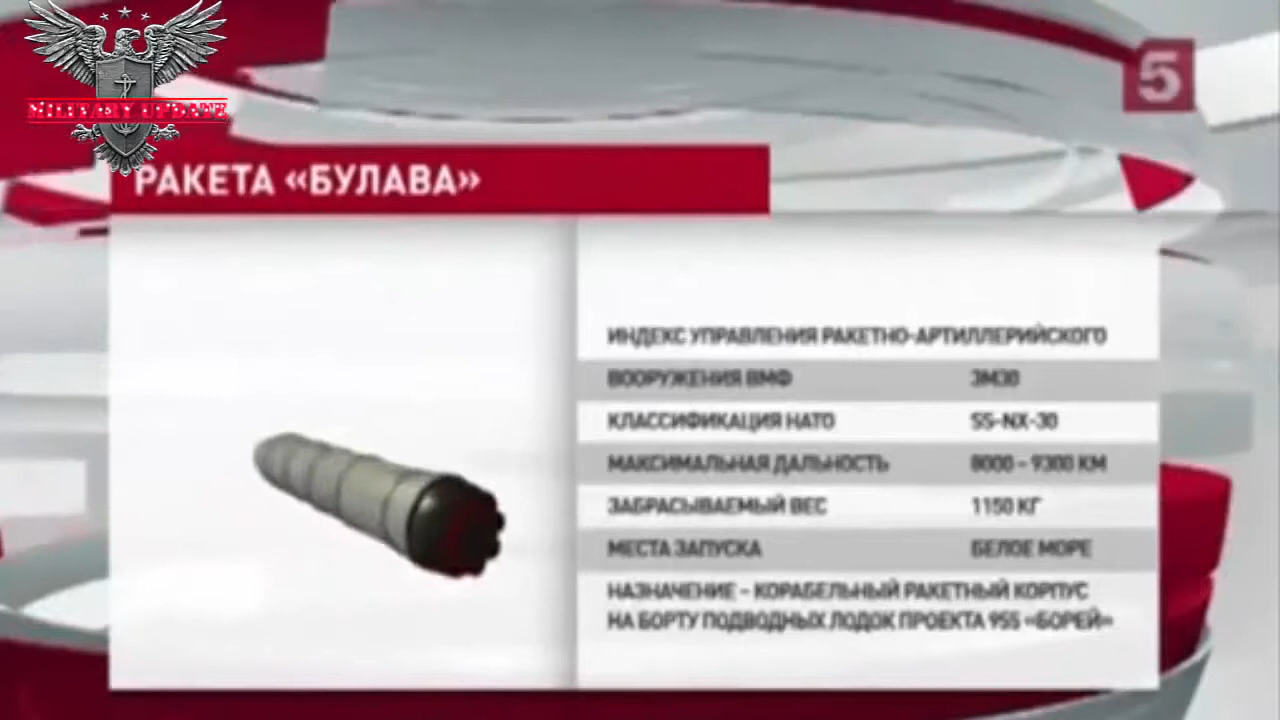 MILITARY UPDATE
5
РАКЕТА «БУЛАВА»
ИНДЕКС УПРАВЛЕНИЯ РАКЕТНО-АРТИЛЛЕРИЙСКОГО
ВООРУЖЕНИЯ ВМФ 3М30
КЛАССИФИКАЦИЯ НАТО SS-NX-30
МАКСИМАЛЬНАЯ ДАЛЬНОСТЬ 8000 – 9300 КМ
ЗАБРАСЫВАЕМЫЙ ВЕС 1150 КГ
МЕСТА ЗАПУСКА БЕЛОЕ МОРЕ
НАЗНАЧЕНИЕ – КОРАБЕЛЬНЫЙ РАКЕТНЫЙ КОРПУС
НА БОРТУ ПОДВОДНЫХ ЛОДОК ПРОЕКТА 955 «БОРЕЙ»